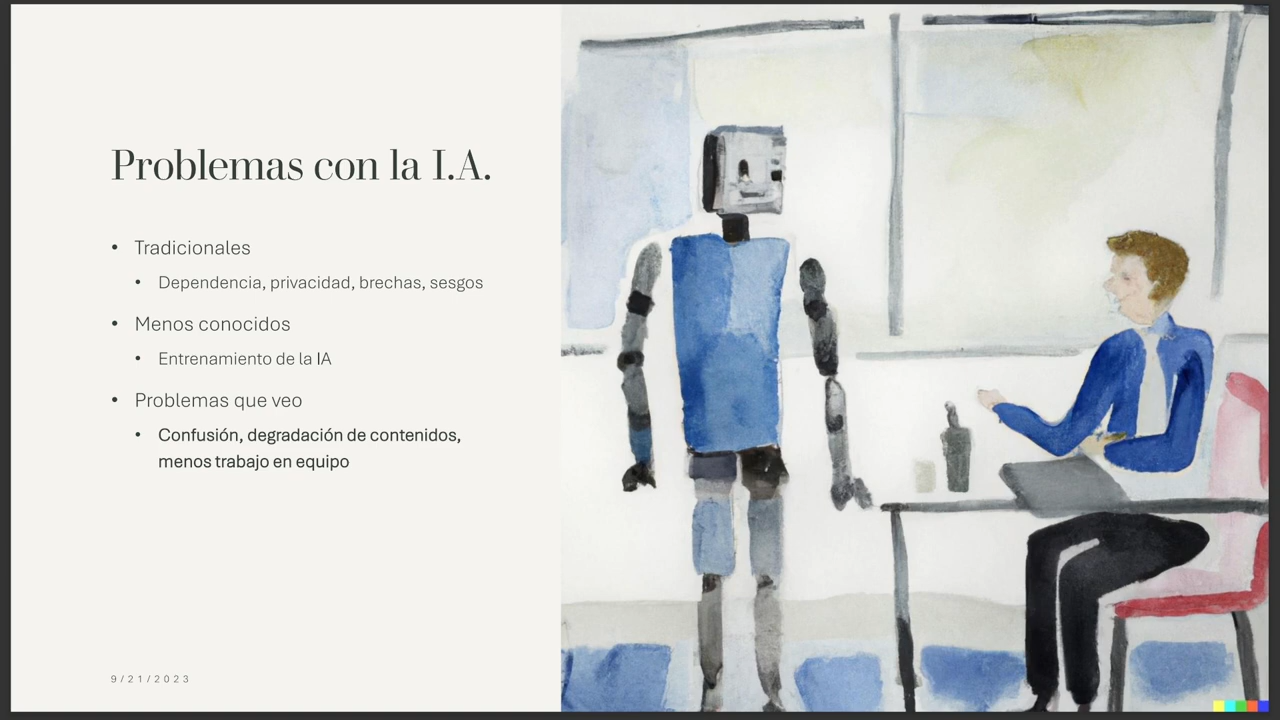 Problemas con la I.A.
• Tradicionales
• Dependencia, privacidad, brechas, sesgos
• Menos conocidos
• Entrenamiento de la IA
• Problemas que veo
• Confusión, degradación de contenidos,
menos trabajo en equipo
9/21/2023